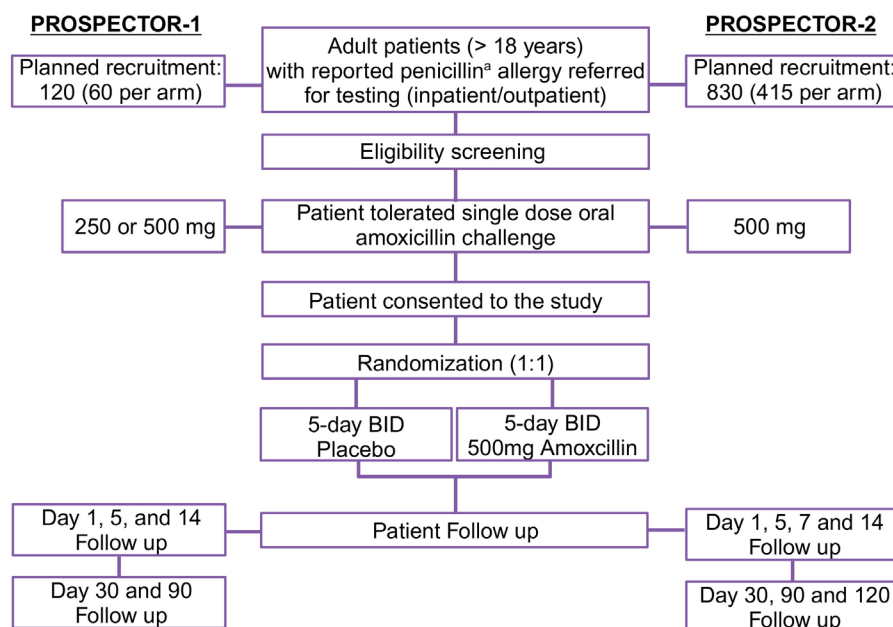 PROSPECTOR-1
PROSPECTOR-2
Planned recruitment:
120 (60 per arm)
Adult patients (> 18 years)
with reported penicillinᵃ allergy referred
for testing (inpatient/outpatient)
Planned recruitment:
830 (415 per arm)
Eligibility screening
250 or 500 mg
Patient tolerated single dose oral
amoxicillin challenge
500 mg
Patient consented to the study
Randomization (1:1)
5-day BID
Placebo
5-day BID
500mg Amoxcillin
Day 1, 5, and 14
Follow up
Patient Follow up
Day 1, 5, 7 and 14
Follow up
Day 30 and 90
Follow up
Day 30, 90 and 120
Follow up